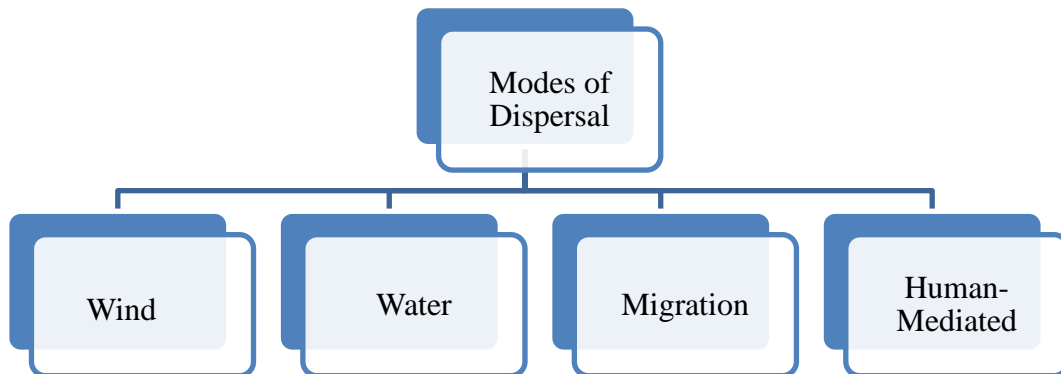 Modes of
Dispersal
Wind
Water
Migration
Human-
Mediated